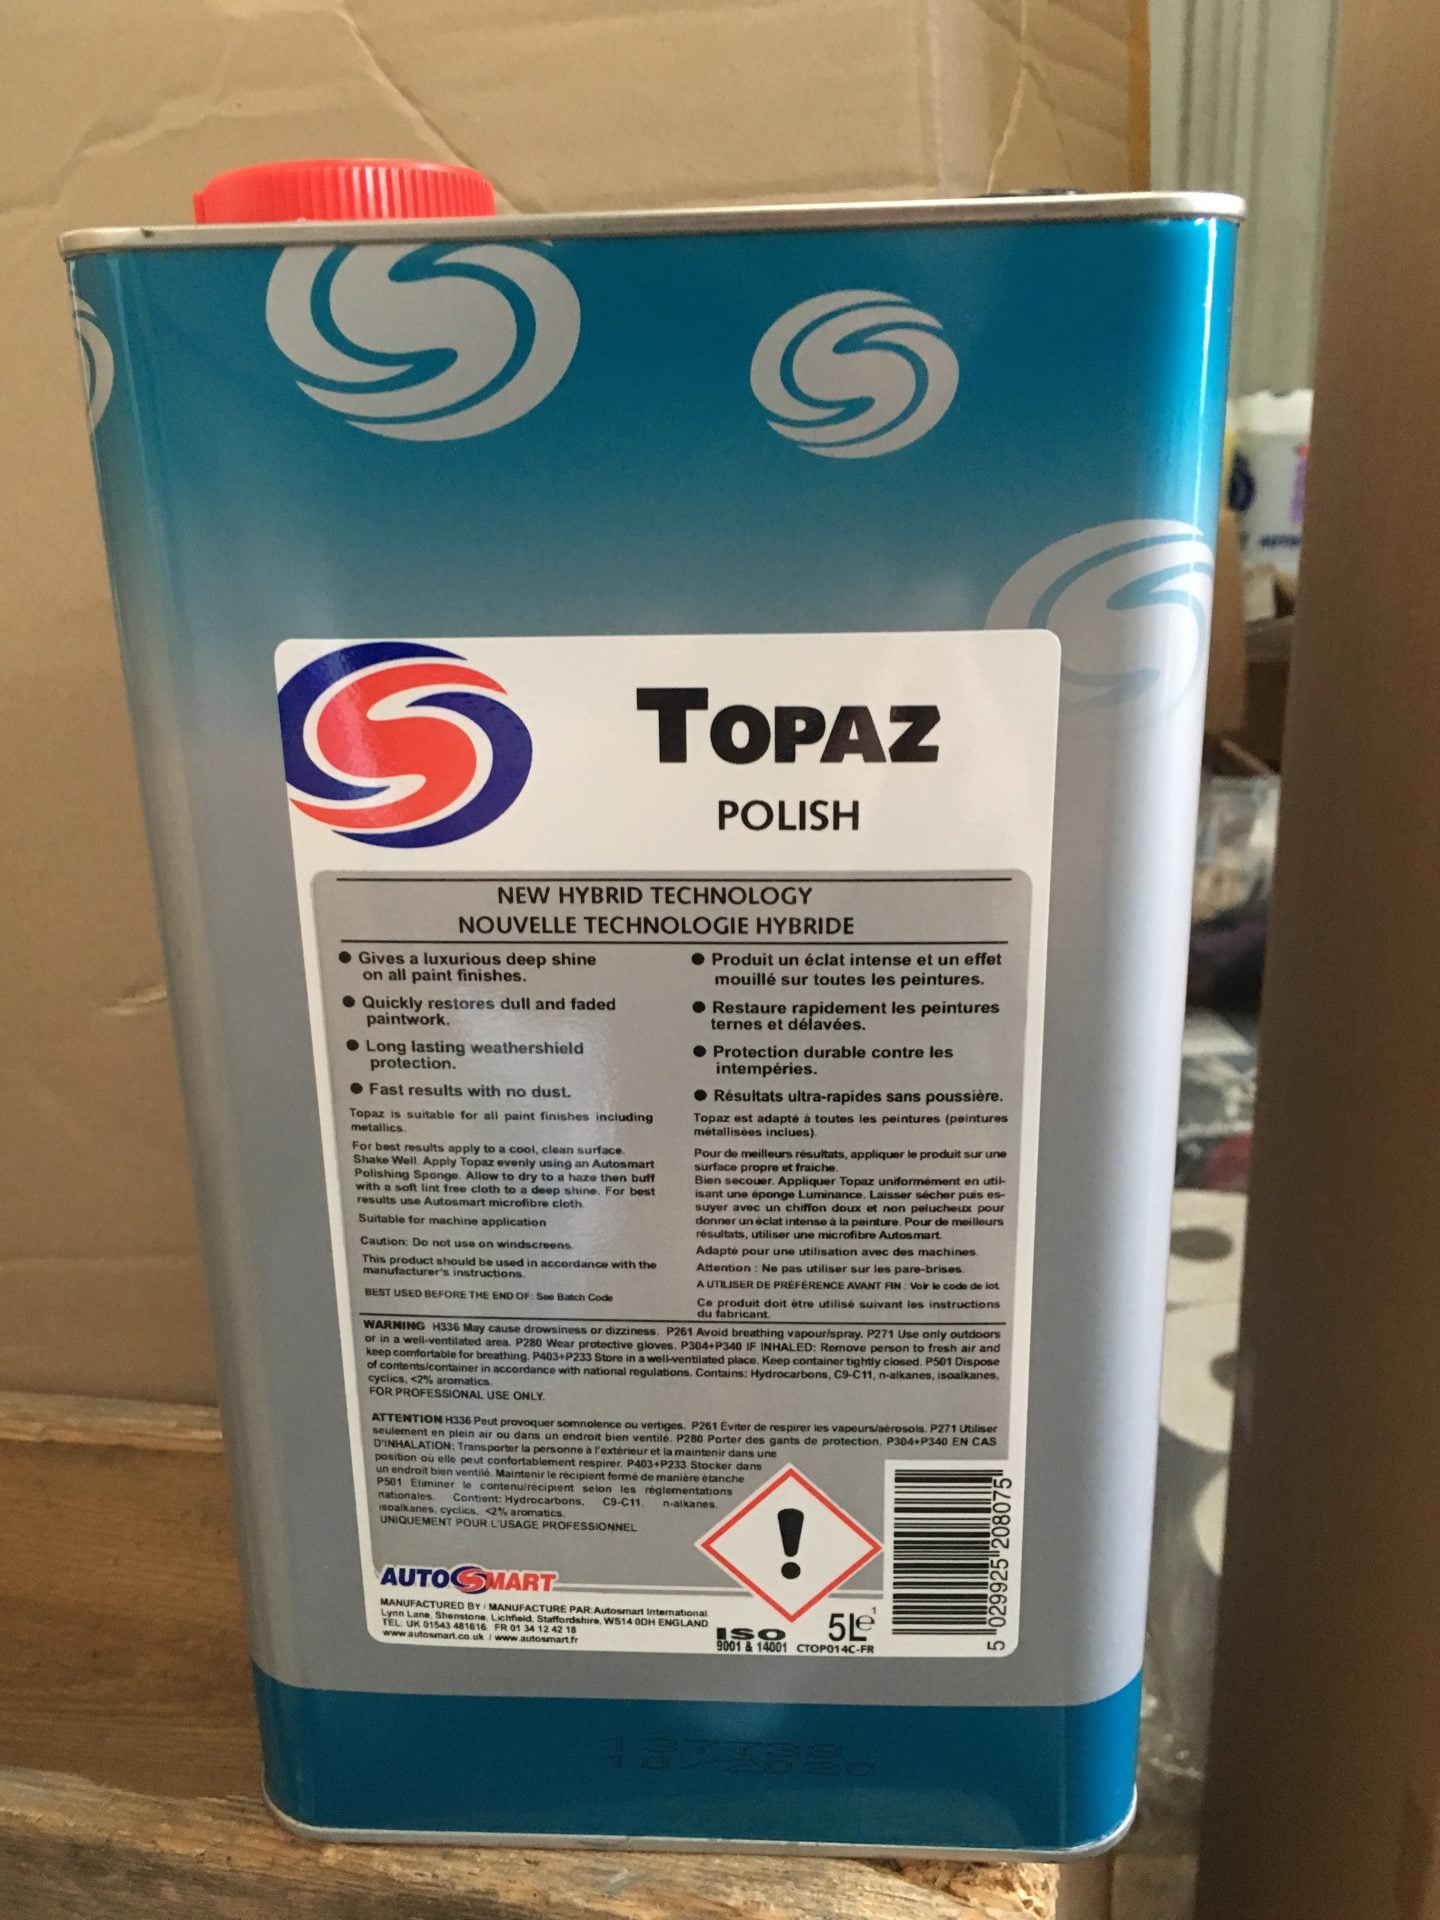 TOPAZ
POLISH
NEW HYBRID TECHNOLOGY
NOUVELLE TECHNOLOGIE HYBRIDE
● Gives a luxurious deep shine
on all paint finishes.
● Quickly restores dull and faded
paintwork.
● Long lasting weathershield
protection.
● Fast results with no dust.
Topaz is suitable for all paint finishes including
metallics.
For best results apply to a cool, clean surface.
Shake Well. Apply Topaz evenly using an Autosmart
Polishing Sponge. Allow to dry to a haze then buff
with a soft lint free cloth to a deep shine. For best
results use Autosmart microfibre cloth.
Suitable for machine application
Caution: Do not use on windscreens.
This product should be used in accordance with the
manufacturer's instructions.
BEST USED BEFORE THE END OF: See Batch Code
● Produit un éclat intense et un effet
mouillé sur toutes les peintures.
● Restaure rapidement les peintures
ternes et délavées.
● Protection durable contre les
intempéries.
● Résultats ultra-rapides sans poussière.
Topaz est adapté à toutes les peintures (peintures
métallisées inclues).
Pour de meilleurs résultats, appliquer le produit sur une
surface propre et fraiche.
Bien secouer. Appliquer Topaz uniformément en util-
isant une éponge Luminance. Laisser sécher puis es-
suyer avec un chiffon doux et non pelucheux pour
donner un éclat intense à la peinture. Pour de meilleurs
résultats, utiliser une microfibre Autosmart.
Adapté pour une utilisation avec des machines.
Attention : Ne pas utiliser sur les pare-brises.
A UTILISER DE PRÉFÉRENCE AVANT FIN : Voir le code de lot.
Ce produit doit être utilisé suivant les instructions
du fabricant.
WARNING H336 May cause drowsiness or dizziness. P261 Avoid breathing vapour/spray. P271 Use only outdoors
or in a well-ventilated area. P280 Wear protective gloves. P304+P340 IF INHALED: Remove person to fresh air and
keep comfortable for breathing. P403+P233 Store in a well-ventilated place. Keep container tightly closed. P501 Dispose
of contents/container in accordance with national regulations. Contains: Hydrocarbons, C9-C11, n-alkanes, isoalkanes,
cyclics, <2% aromatics.
FOR PROFESSIONAL USE ONLY.
ATTENTION H336 Peut provoquer somnolence ou vertiges. P261 Éviter de respirer les vapeurs/aérosols. P271 Utiliser
seulement en plein air ou dans un endroit bien ventilé. P280 Porter des gants de protection. P304+P340 EN CAS
D'INHALATION: Transporter la personne à l'extérieur et la maintenir dans une
position où elle peut confortablement respirer. P403+P233 Stocker dans
un endroit bien ventilé. Maintenir le récipient fermé de manière étanche
P501 Éliminer le contenu/récipient selon les réglementations
nationales. Contient: Hydrocarbons, C9-C11, n-alkanes,
isoalkanes, cyclics, <2% aromatics.
UNIQUEMENT POUR L'USAGE PROFESSIONNEL
AUTOSMART
MANUFACTURED BY / MANUFACTURÉ PAR: Autosmart International
Lynn Lane, Shenstone, Lichfield, Staffordshire, WS14 0DH ENGLAND
TEL: UK 01543 481616. FR 01 34 12 42 18
www.autosmart.co.uk / www.autosmart.fr
ISO
9001 & 14001
5L e 1
CTOP014C-FR
5 029925 208075